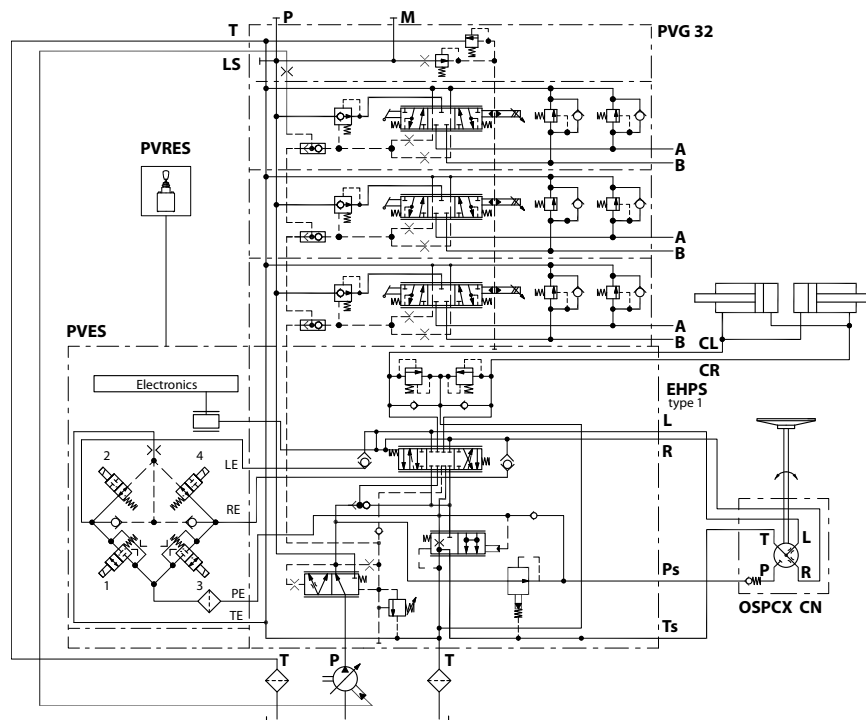 P
M
T
PVG 32
LS
PVRES
A
B
A
B
A
B
PVES
CL
CR
Electronics
EHPS
type 1
L
R
2
4
LE
RE
T
L
P
R
1
3
PE
Ps
TE
OSPCX CN
Ts
T
P
T